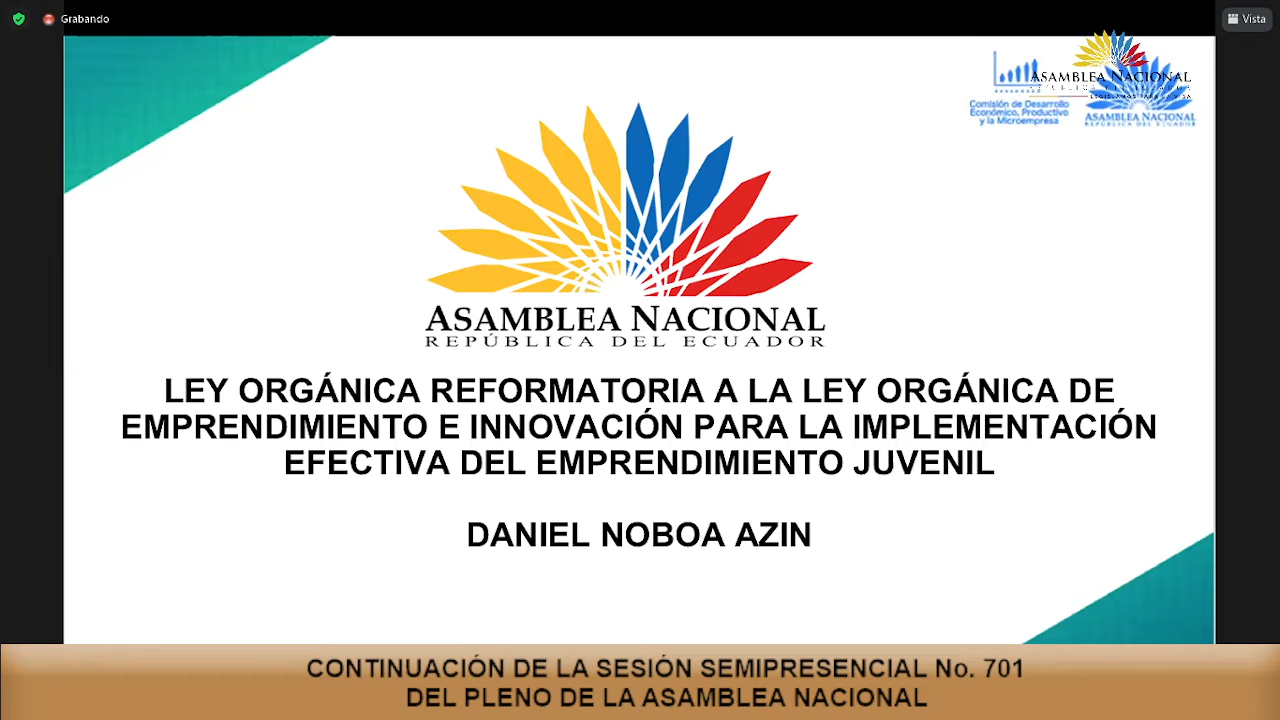 Grabando
Vista
ASAMBLEA NACIONAL
Comisión de Desarrollo
Económico, Productivo
y la Microempresa
ASAMBLEA NACIONAL
REPÚBLICA DEL ECUADOR
ASAMBLEA NACIONAL
REPÚBLICA DEL ECUADOR
LEY ORGÁNICA REFORMATORIA A LA LEY ORGÁNICA DE
EMPRENDIMIENTO E INNOVACIÓN PARA LA IMPLEMENTACIÓN
EFECTIVA DEL EMPRENDIMIENTO JUVENIL
DANIEL NOBOA AZIN
CONTINUACIÓN DE LA SESIÓN SEMIPRESENCIAL No. 701
DEL PLENO DE LA ASAMBLEA NACIONAL